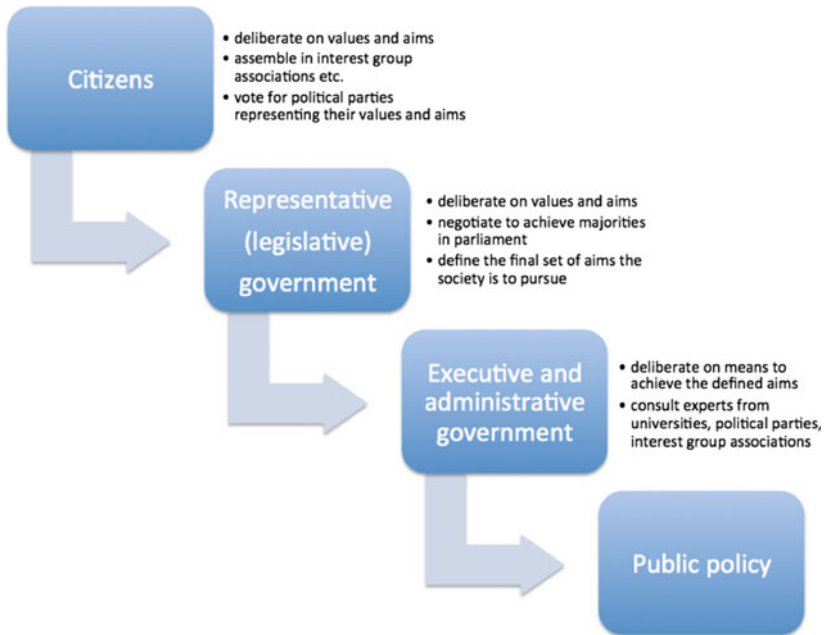 Citizens
• deliberate on values and aims
• assemble in interest group
associations etc.
• vote for political parties
representing their values and aims
Representative
(legislative)
government
• deliberate on values and aims
• negotiate to achieve majorities
in parliament
• define the final set of aims the
society is to pursue
Executive and
administrative
government
• deliberate on means to
achieve the defined aims
• consult experts from
universities, political parties,
interest group associations
Public policy